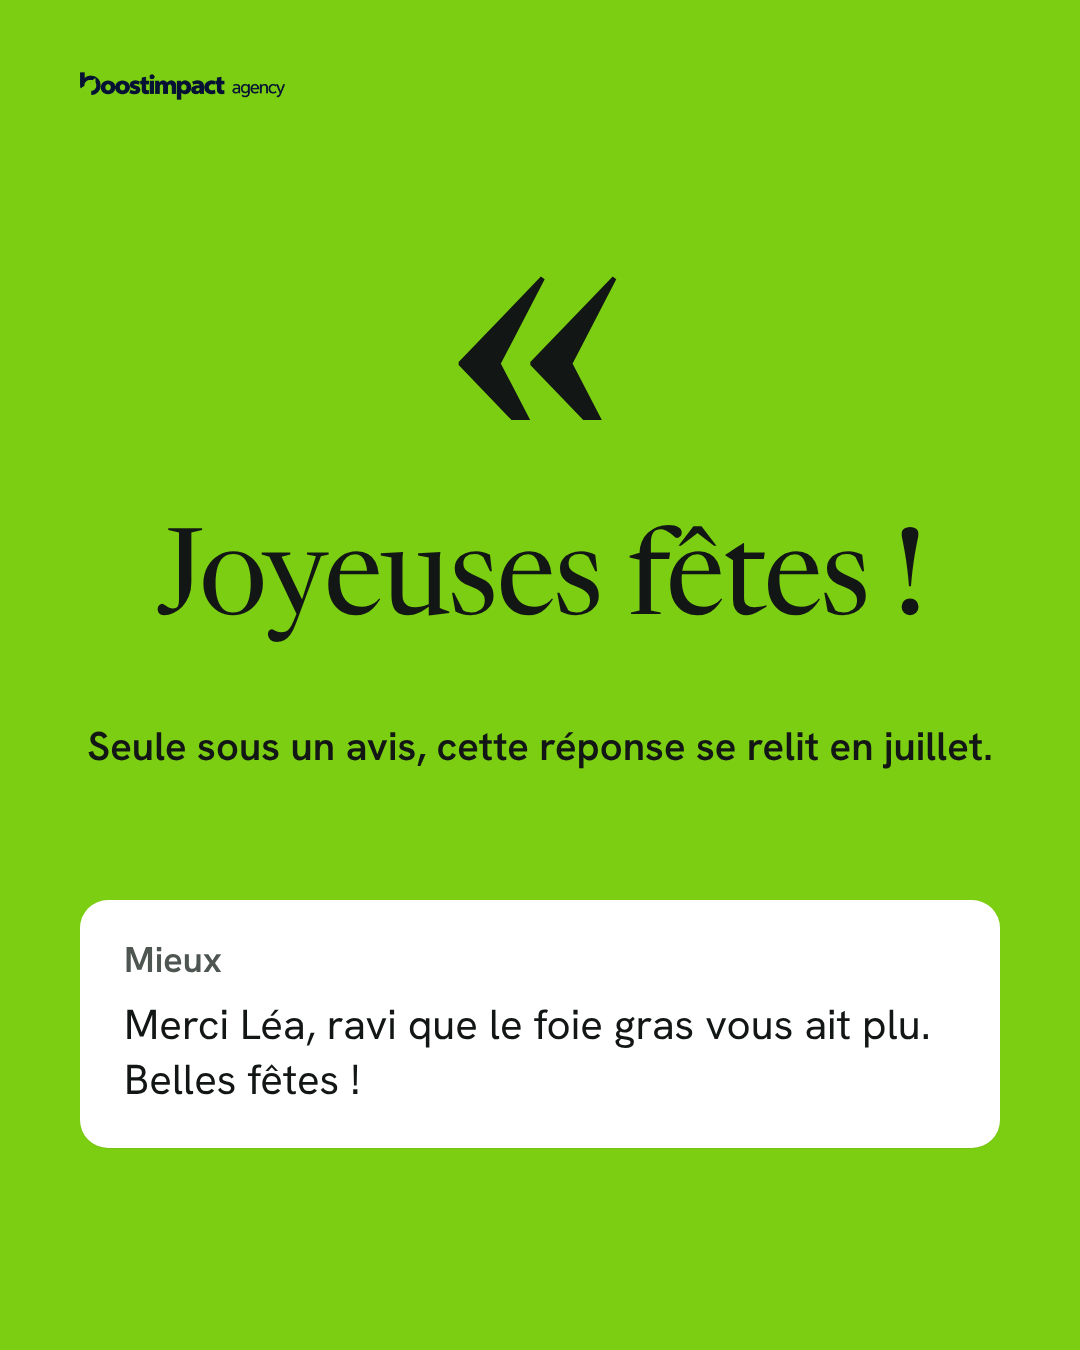 boostimpact agency
«
Joyeuses fêtes !
Seule sous un avis, cette réponse se relit en juillet.
Mieux
Merci Léa, ravi que le foie gras vous ait plu.
Belles fêtes !